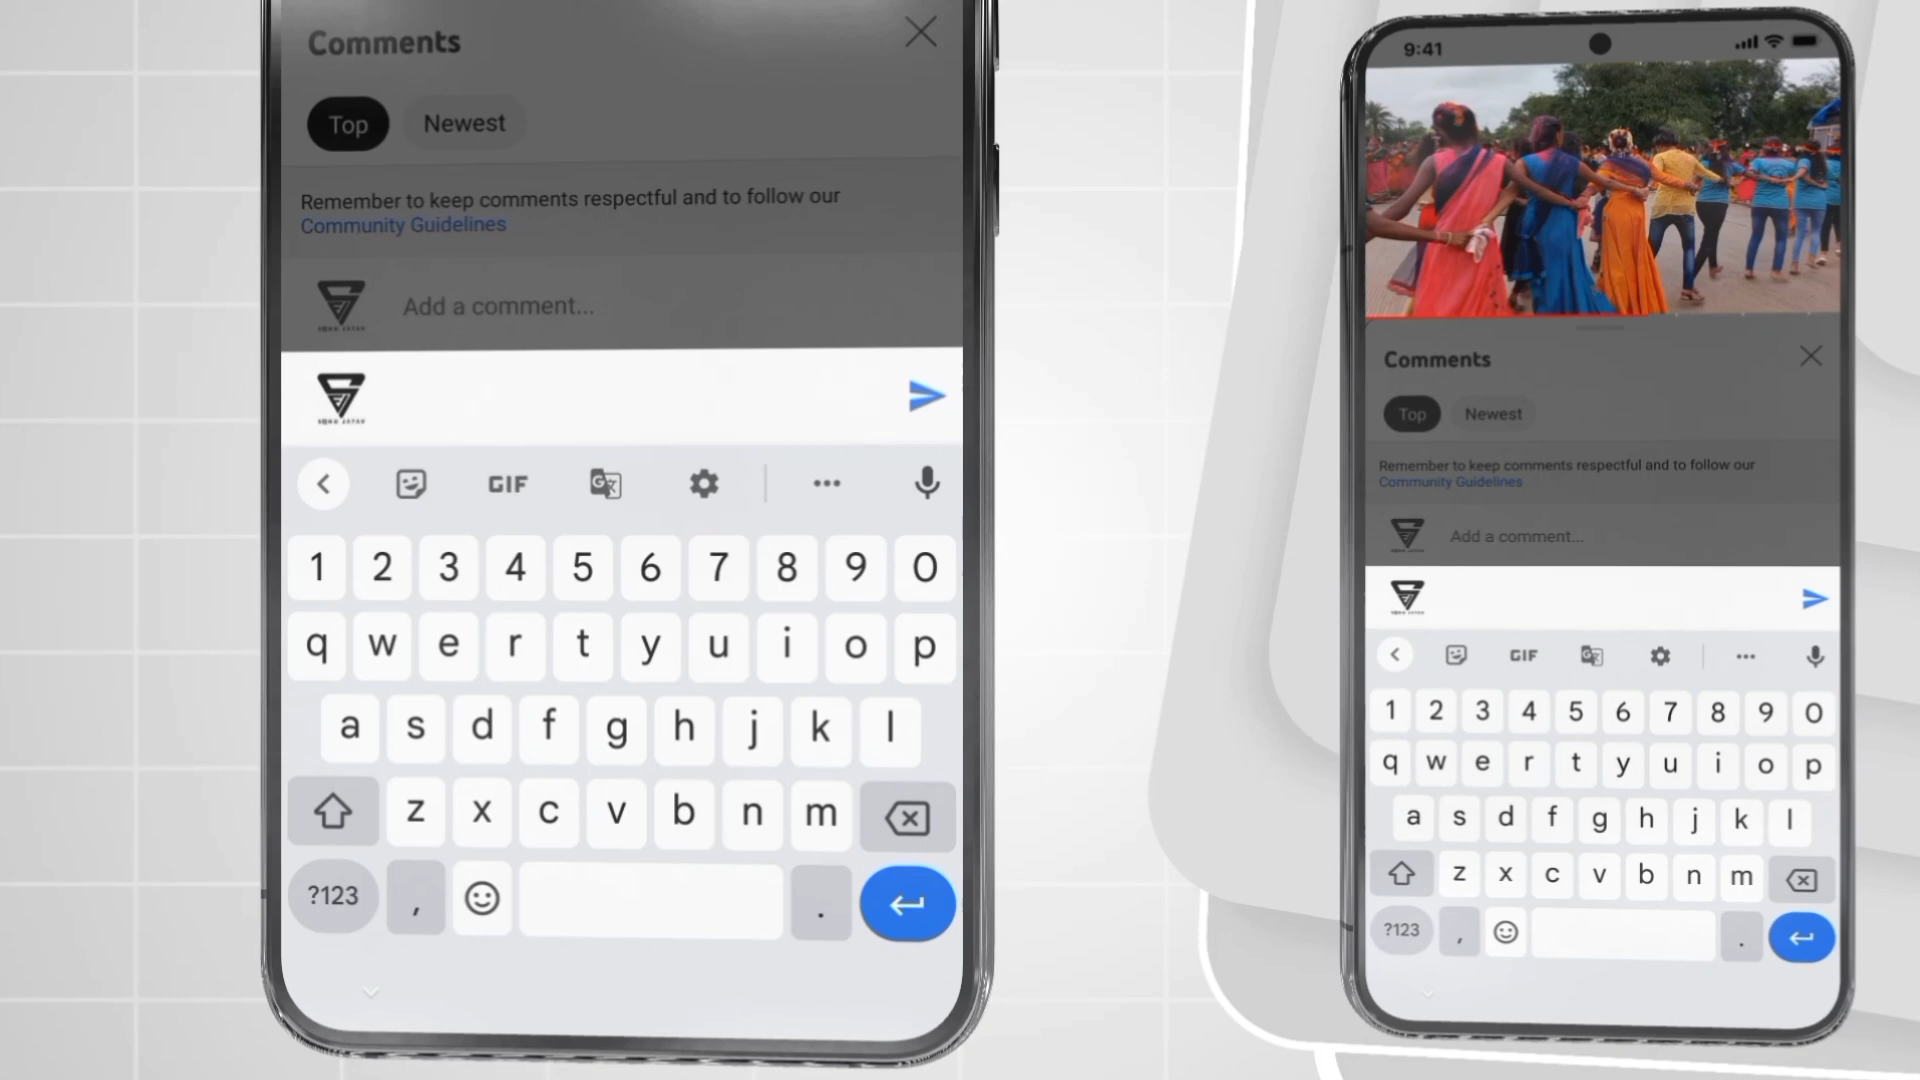 Comments
Top
Newest
Remember to keep comments respectful and to follow our
Community Guidelines
Add a comment...
GIF
1 2 3 4 5 6 7 8 9 0
q w e r t y u i o p
a s d f g h j k l
z x c v b n m
?123 , .
9:41
Comments
Top
Newest
Remember to keep comments respectful and to follow our
Community Guidelines
Add a comment...
GIF
1 2 3 4 5 6 7 8 9 0
q w e r t y u i o p
a s d f g h j k l
z x c v b n m
?123 , .